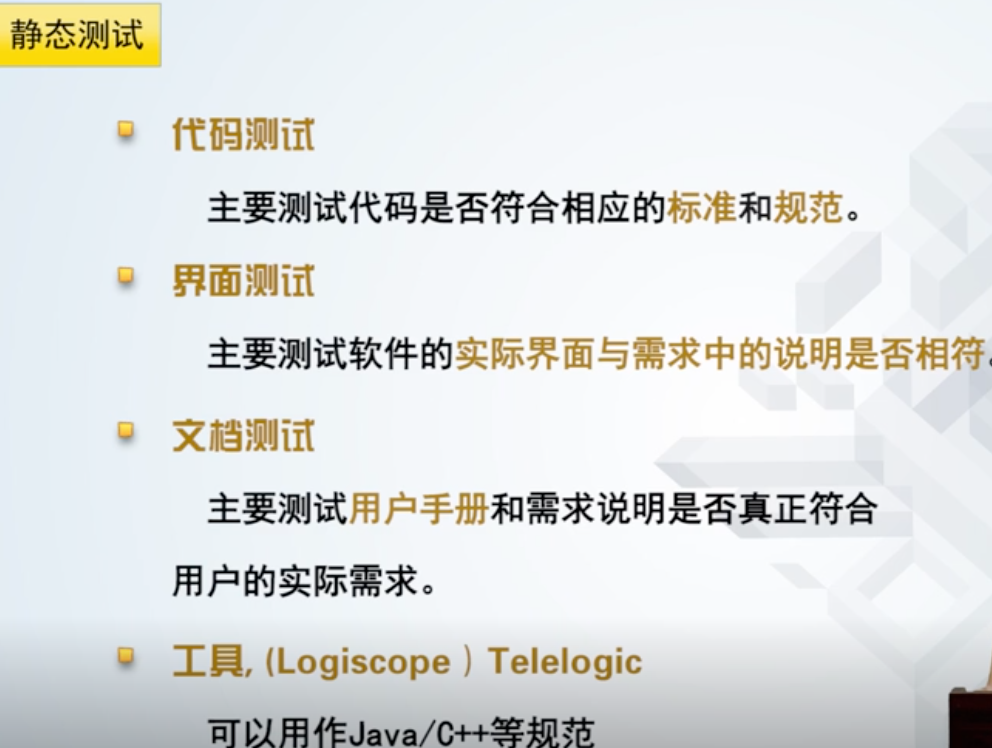 静态测试
代码测试
主要测试代码是否符合相应的标准和规范。
界面测试
主要测试软件的实际界面与需求中的说明是否相符。
文档测试
主要测试用户手册和需求说明是否真正符合
用户的实际需求。
工具, (Logiscope ) Telelogic
可以用作Java/C++等规范